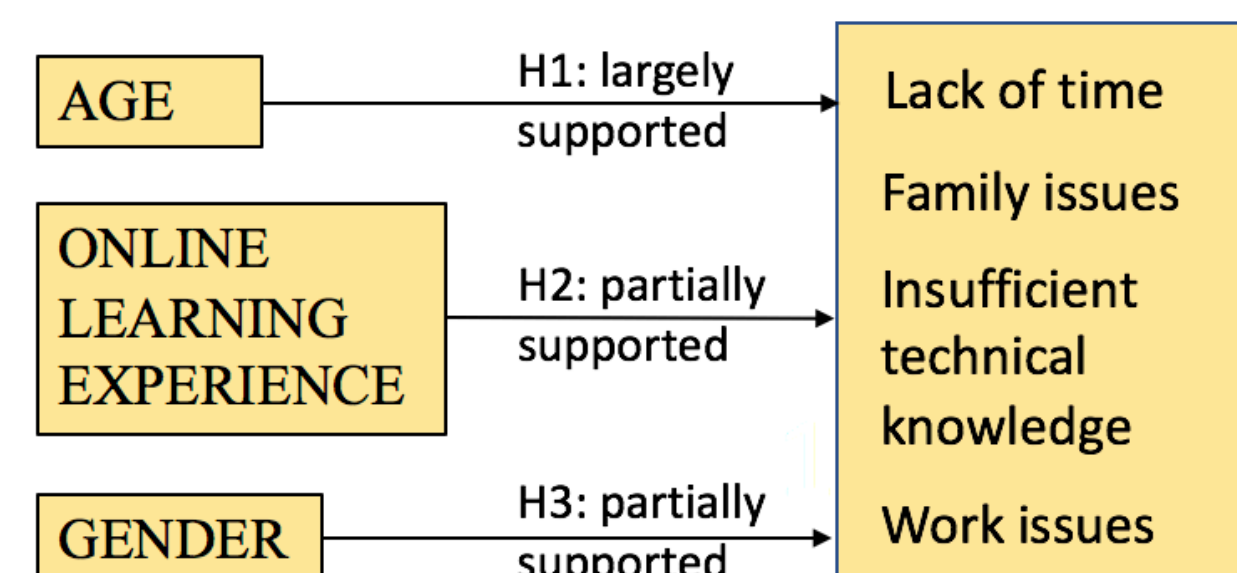 AGE
H1: largely
supported
ONLINE
LEARNING
EXPERIENCE
H2: partially
supported
GENDER
H3: partially
supported
Lack of time
Family issues
Insufficient
technical
knowledge
Work issues